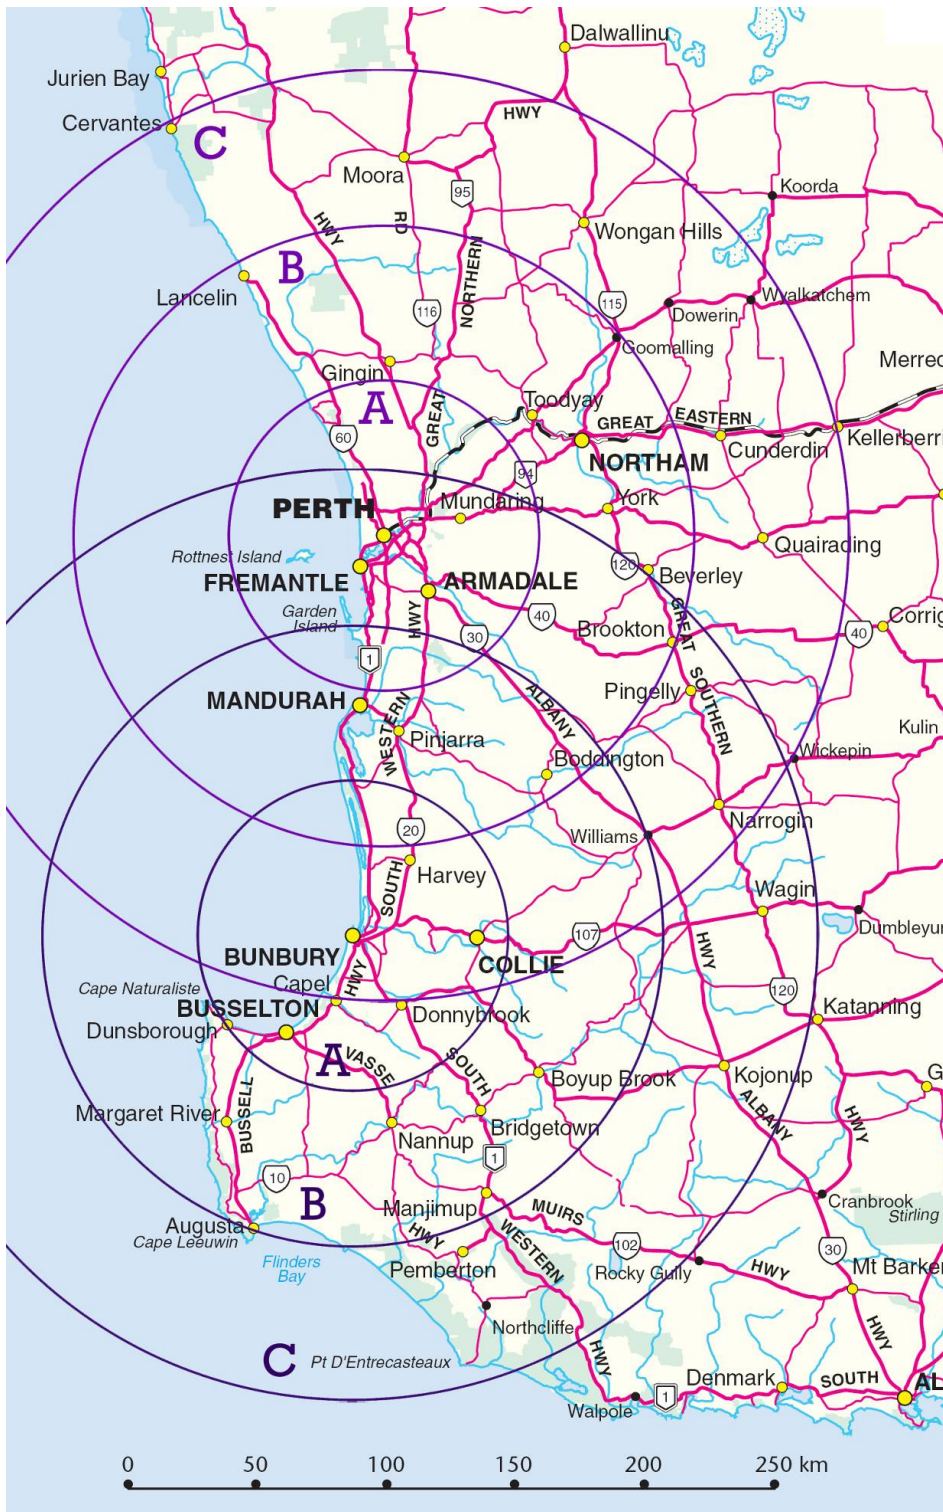 Dalwallinu
Jurien Bay
HWY
Cervantes
C
Moora
95
Koorda
HWY
RD
Wongan Hills
B
NORTHERN
Lancelin
116
115
Wyalkatchem
Dowerin
Goomalling
Gingin
Merred
A
Toodyay
GREAT
GREAT
EASTERN
60
Kellerberri
Cunderdin
NORTHAM
94
PERTH
Mundaring
York
Quairading
Rottnest Island
120
Beverley
FREMANTLE
ARMADALE
Garden
Island
HWY
40
GREAT
Corrig
30
Brookton
40
1
MANDURAH
ALBANY
Pingelly
SOUTHERN
WESTERN
Pinjarra
Kulin
Boddington
Wickepin
20
Williams
Narrogin
Harvey
SOUTH
Wagin
107
Dumbleyun
BUNBURY
COLLIE
HWY
HWY
Capel
Cape Naturaliste
120
BUSSELTON
Donnybrook
Katanning
Dunsborough
A
VASSE
SOUTH
Boyup Brook
Kojonup
G
BUSSELL
Margaret River
Nannup
Bridgetown
ALBANY
HWY
1
10
B
Manjimup
Cranbrook
Stirling
MUIRS
Augusta
Cape Leeuwin
HWY
WESTERN
102
30
Flinders
Bay
Pemberton
Rocky Gully
HWY
Mt Barker
Northcliffe
HWY
C
Pt D'Entrecasteaux
HWY
Denmark
SOUTH
AL
Walpole
1
0 50 100 150 200 250 km